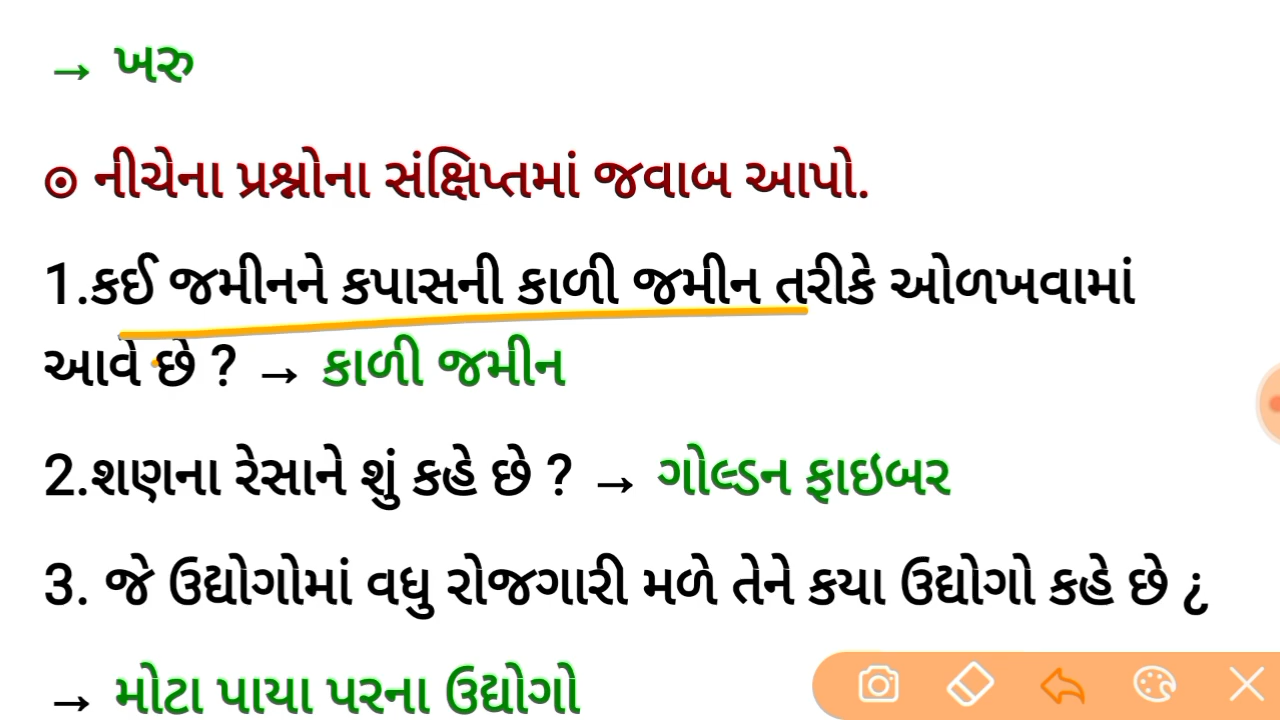 → ખરુ
⊙ નીચેના પ્રશ્નોના સંક્ષિપ્તમાં જવાબ આપો.
1.કઈ જમીનને કપાસની કાળી જમીન તરીકે ઓળખવામાં
આવે છે ? → કાળી જમીન
2.શણના રેસાને શું કહે છે ? → ગોલ્ડન ફાઇબર
3. જે ઉદ્યોગોમાં વધુ રોજગારી મળે તેને કયા ઉદ્યોગો કહે છે ¿
→ મોટા પાયા પરના ઉદ્યોગો